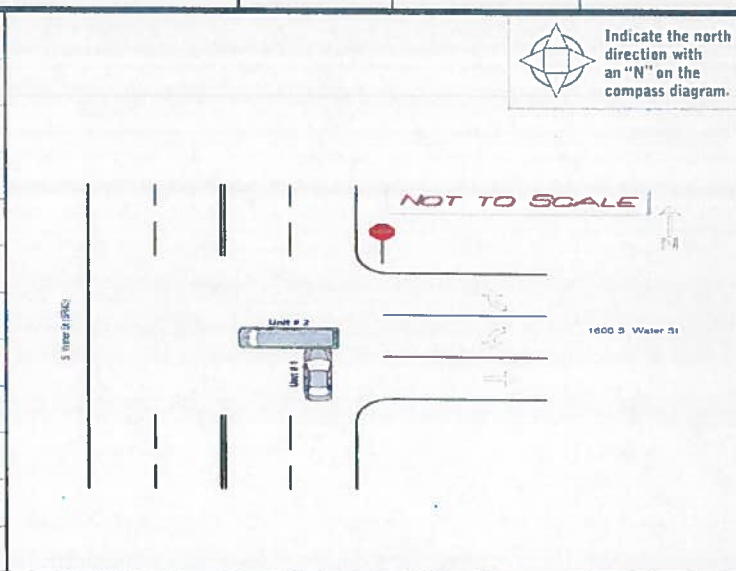 Indicate the north
direction with
an "N" on the
compass diagram.
NOT TO SCALE
Unit # 2
Unit # 1
1600 S Water St